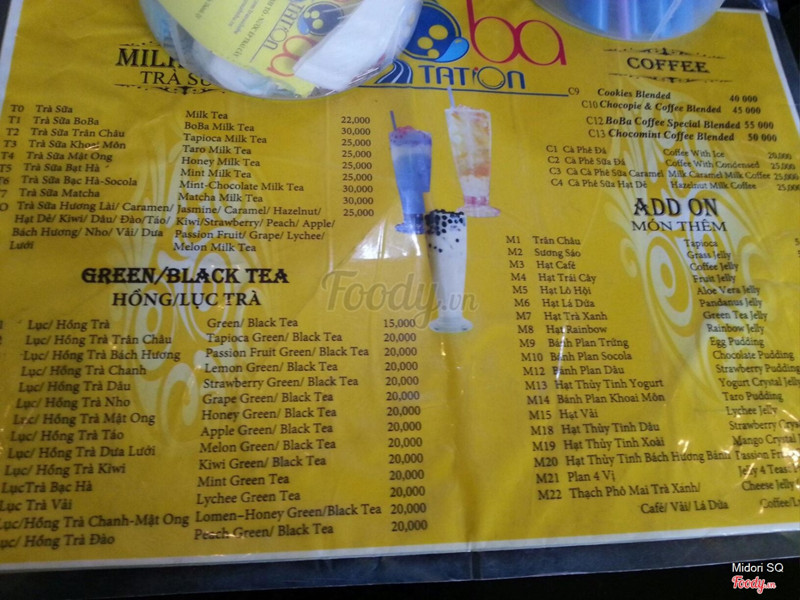 MILK
TRÀ SỮA
T0 Trà Sữa Milk Tea 22,000
T1 Trà Sữa BoBa BoBa Milk Tea 30,000
T2 Trà Sữa Trân Châu Tapioca Milk Tea 25,000
T3 Trà Sữa Khoai Môn Taro Milk Tea 25,000
T4 Trà Sữa Mật Ong Honey Milk Tea 25,000
T5 Trà Sữa Bạt Hà Mint Milk Tea 25,000
T6 Trà Sữa Bạc Hà-Socola Mint-Chocolate Milk Tea 30,000
7 Trà Sữa Matcha Matcha Milk Tea 30,000
Trà Sữa Hương Lài/ Caramen/ Jasmine/ Caramel/ Hazelnut/ 25,000
Hạt Dẻ/ Kiwi/ Dâu/ Đào/Táo/ Kiwi/Strawberry/ Peach/ Apple/
Bách Hương/ Nho/ Vải/ Dưa Passion Fruit/ Grape/ Lychee/
Lưới Melon Milk Tea
GREEN/BLACK TEA
HỒNG/LỤC TRÀ
Lục/ Hồng Trà Green/ Black Tea 15,000
Lục/ Hồng Trà Trân Châu Tapioca Green/ Black Tea 20,000
Lục/ Hồng Trà Bách Hương Passion Fruit Green/ Black Tea 20,000
Lục/ Hồng Trà Chanh Lemon Green/ Black Tea 20,000
Lục/ Hồng Trà Dâu Strawberry Green/ Black Tea 20,000
Lục/ Hồng Trà Nho Grape Green/ Black Tea 20,000
Lục/ Hồng Trà Mật Ong Honey Green/ Black Tea 20,000
Lục/ Hồng Trà Táo Apple Green/ Black Tea 20,000
Lục/ Hồng Trà Dưa Lưới Melon Green/ Black Tea 20,000
Lục/ Hồng Trà Kiwi Kiwi Green/ Black Tea 20,000
LụcTrà Bạc Hà Mint Green Tea 20,000
Lục Trà Vải Lychee Green Tea 20,000
Lục/Hồng Trà Chanh-Mật Ong Lomen-Honey Green/Black Tea 20,000
Lục/ Hồng Trà Đào Peach Green/ Black Tea 20,000
ba
TATION
COFFEE
C9 Cookies Blended 40 000
C10 Chocopie & Coffee Blended 45 000
C12 BoBa Coffee Special Blended 55 000
C13 Chocomint Coffee Blended 50 000
C1 Cà Phê Đá Coffee With Ice 20,000
C2 Cà Phê Sữa Đá Coffee With Condensed 25,000
C3 Cà Cà Phê Sữa Caramel Milk Caramel Milk Coffee 25,000
C4 Cà Phê Sữa Hạt Dẻ Hazelnut Milk Coffee 25,000
ADD ON
MÓN THÊM
M1 Trân Châu Tapioca
M2 Sương Sáo Grass Jelly
M3 Hạt Cafê Coffee Jelly
M4 Hạt Trái Cây Fruit Jelly
M5 Hạt Lô Hội Aloe Vera Jelly
M6 Hạt Lá Dứa Pandanus Jelly
M7 Hạt Trà Xanh Green Tea Jelly
M8 Hạt Rainbow Rainbow Jelly
M9 Bánh Plan Trứng Egg Pudding
M10 Bánh Plan Socola Chocolate Pudding
M12 Bánh Plan Dâu Strawberry Pudding
M13 Hạt Thủy Tinh Yogurt Yogurt Crystal Jelly
M14 Bánh Plan Khoai Môn Taro Pudding
M15 Hạt Vải Lychee Jelly
M18 Hạt Thủy Tinh Dâu Strawberry
M19 Hạt Thủy Tinh Xoài Mango Crystal
M20 Hạt Thủy Tinh Bách Hương
M21 Plan 4 Vị Jelly 4
M22 Thạch Phô Mai Trà Xanh/ Cheese Jelly
Cafê/ Vải/ Lá Dứa
Foody.vn
Midori SQ
Foody.vn